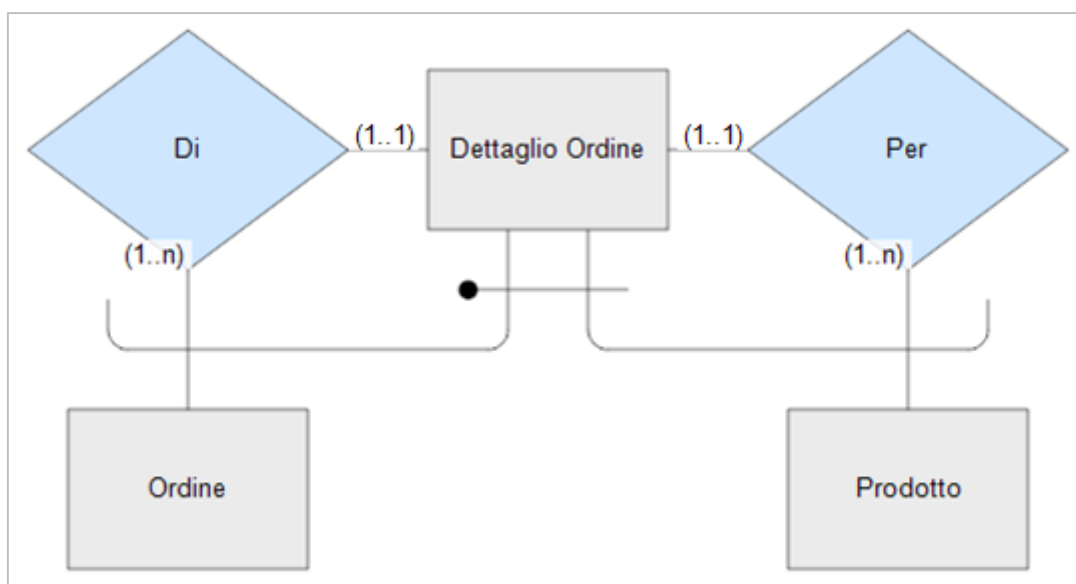 Di
(1..1)
Dettaglio Ordine
(1..1)
Per
(1..n)
(1..n)
Ordine
Prodotto